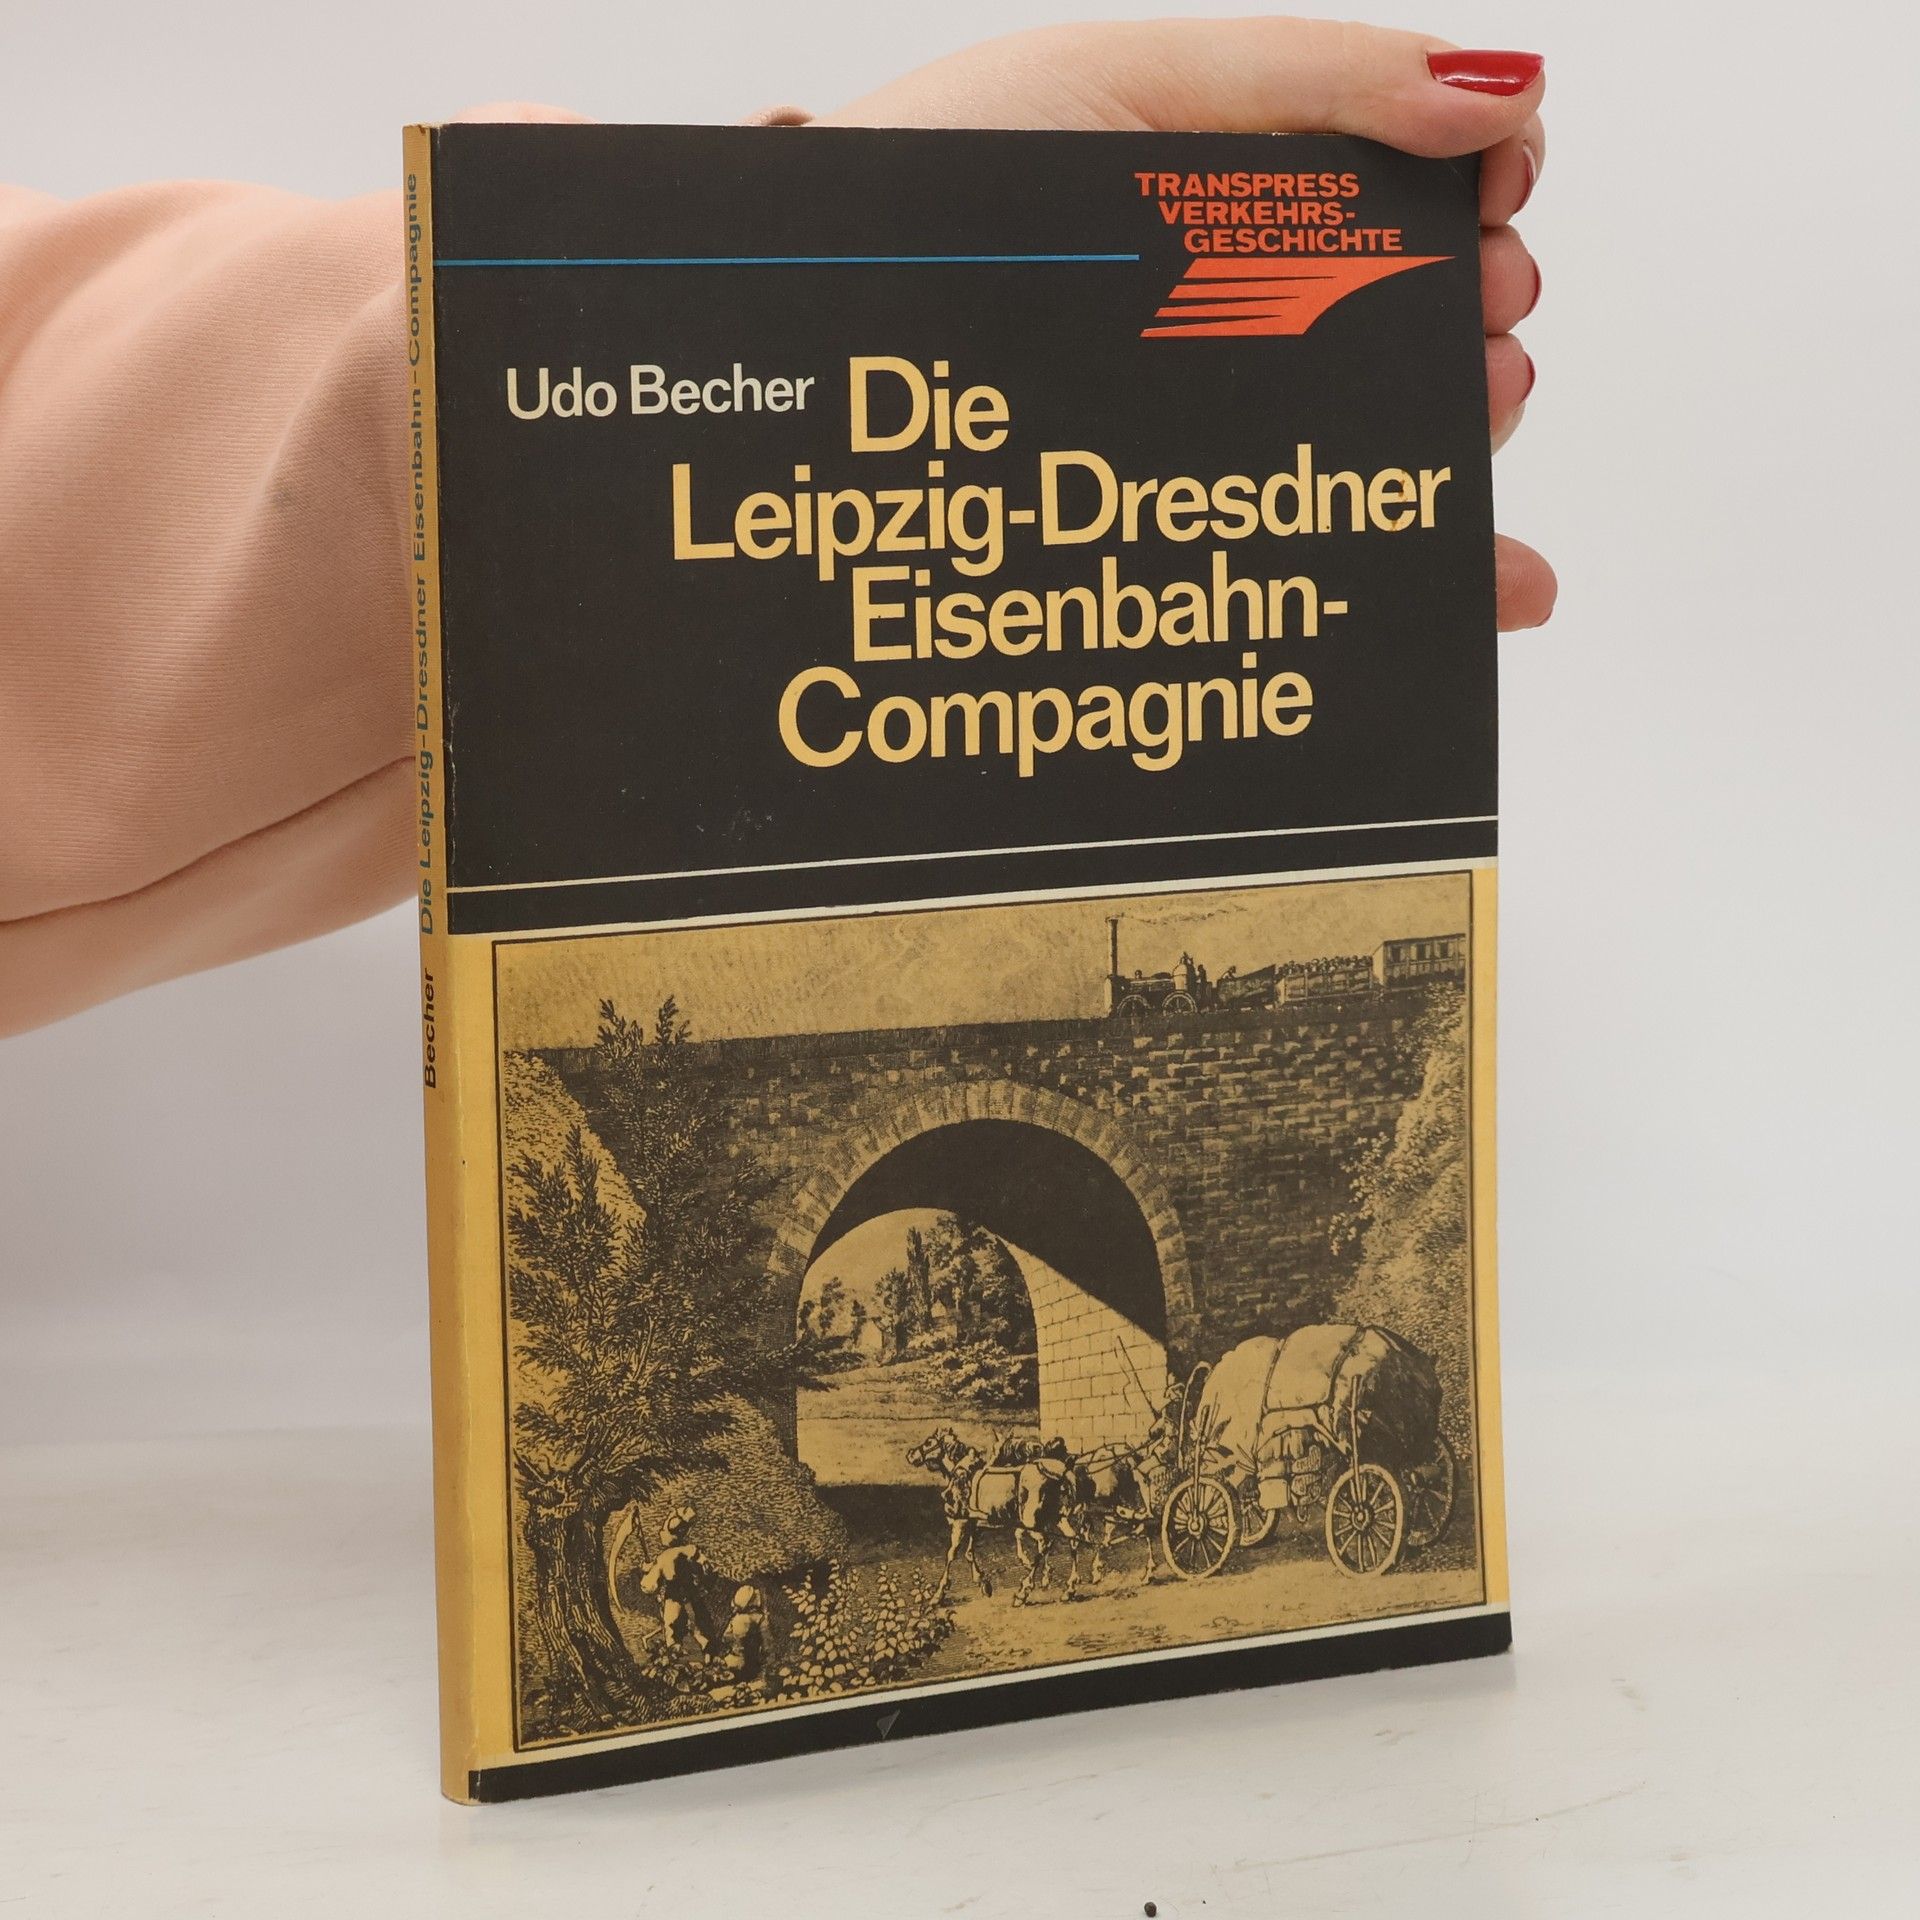 TRANSPRESS
VERKEHRS-
GESCHICHTE
Udo Becher
Die
Leipzig-Dresdner
Eisenbahn-
Compagnie
Becher Die Leipzig-Dresdner Eisenbahn-Compagnie